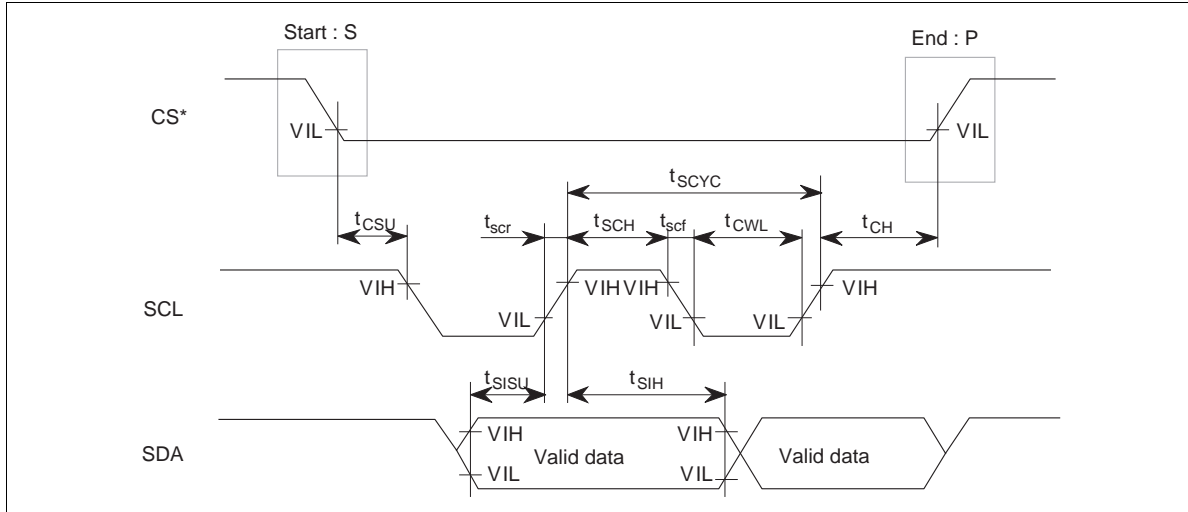 Start : S
End : P
CS*
VIL
VIL
tSCYC
tCSU
tscr
tSCH
tscf
tCWL
tCH
SCL
VIH
VIH
VIH
VIH
VIL
VIL
VIL
tSISU
tSIH
SDA
VIH
VIH
VIL
Valid data
VIL
Valid data